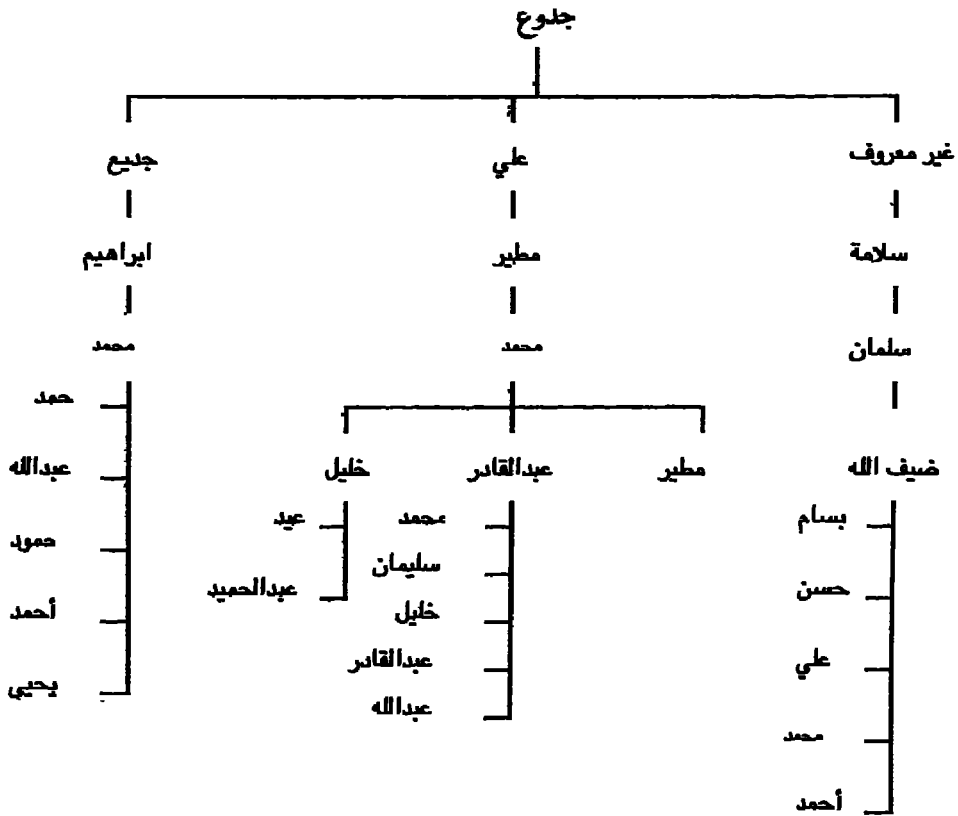 جدوع
غير معروف
علي
جديع
سلامة
مطير
ابراهيم
سلمان
محمد
محمد
ضيف الله
بسام
حسن
علي
محمد
أحمد
مطير
عبدالقادر
محمد
سليمان
خليل
عبدالقادر
عبدالله
خليل
عيد
عبدالحميد
حمد
عبدالله
حمود
أحمد
يحيى